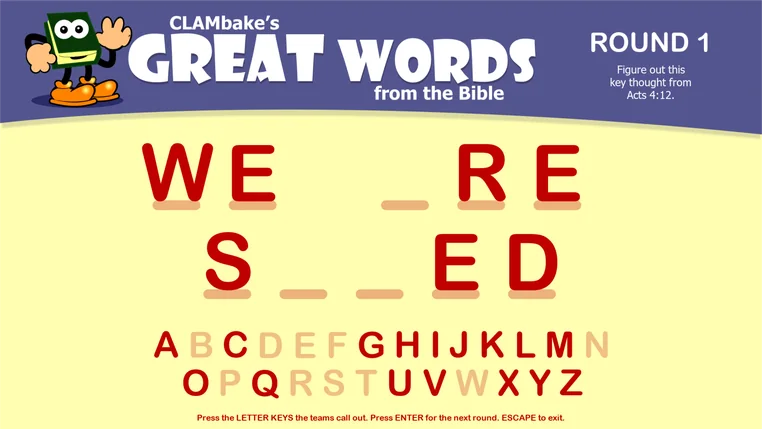 CLAMbake's
GREAT WORDS
from the Bible
ROUND 1
Figure out this
key thought from
Acts 4:12.
WE _RE
S__ED
ABCDEFGHIJKLMN
OPQRSTUVWXYZ
Press the LETTER KEYS the teams call out. Press ENTER for the next round. ESCAPE to exit.